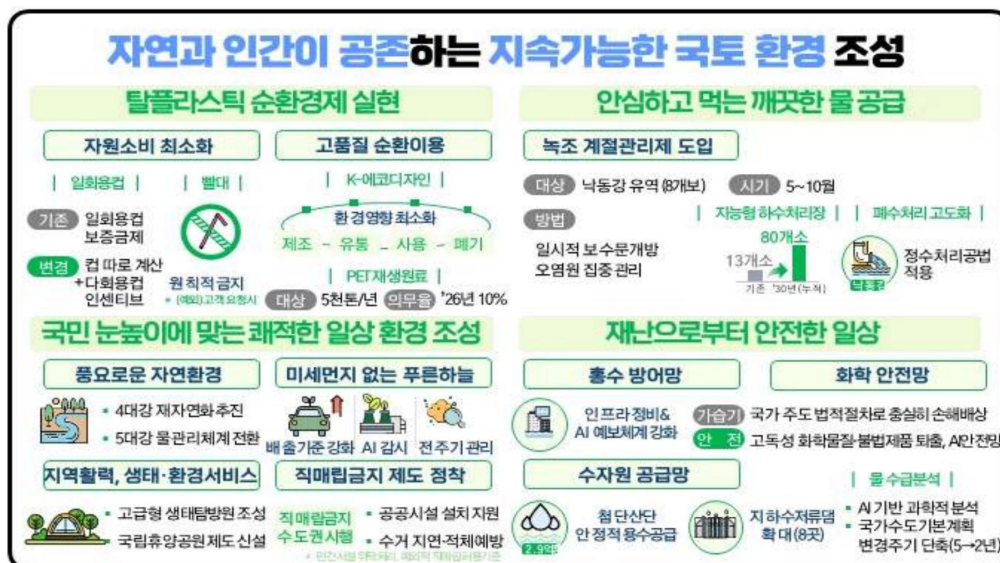 자연과 인간이 공존하는 지속가능한 국토 환경 조성
탈플라스틱 순환경제 실현
자원소비 최소화
| 일회용컵 | | 빨대 |
기존 일회용컵
보증금제
변경 컵 따로 계산
+다회용컵
인센티브
원칙적 금지
* (예외) 고객 요청시
고품질 순환이용
| K-에코디자인 |
환경영향 최소화
제조 - 유통 - 사용 - 폐기
| PET 재생원료 |
대상 5천톤/년 의무율 '26년 10%
안심하고 먹는 깨끗한 물 공급
녹조 계절관리제 도입
대상 낙동강 유역 (8개보) 시기 5~10월
방법
일시적 보수문개방
오염원 집중 관리
| 지능형 하수처리장 | | 폐수처리 고도화 |
80개소
13개소
기존 '30년(누적)
정수처리공법
적용
국민 눈높이에 맞는 쾌적한 일상 환경 조성
풍요로운 자연환경
• 4대강 재자연화 추진
• 5대강 물관리체계 전환
미세먼지 없는 푸른하늘
배출기준 강화 AI 감시 전주기 관리
지역활력, 생태·환경서비스
• 고급형 생태탐방원 조성
• 국립휴양공원 제도 신설
직매립금지 제도 정착
직매립금지
수도권 시행
• 공공시설 설치 지원
• 수거 지연·적체예방
재난으로부터 안전한 일상
홍수 방어망
인프라 정비&
AI 예보체계 강화
화학 안전망
가습기 국가 주도 법적절차로 충실히 손해배상
안 전 고독성 화학물질·불법제품 퇴출, AI안전망
수자원 공급망
2.9억
첨단산단
안정적 용수공급
지하수저류댐
확대 (8곳)
| 물 수급분석 |
• AI 기반 과학적 분석
• 국가수도기본계획
변경주기 단축(5→2년)